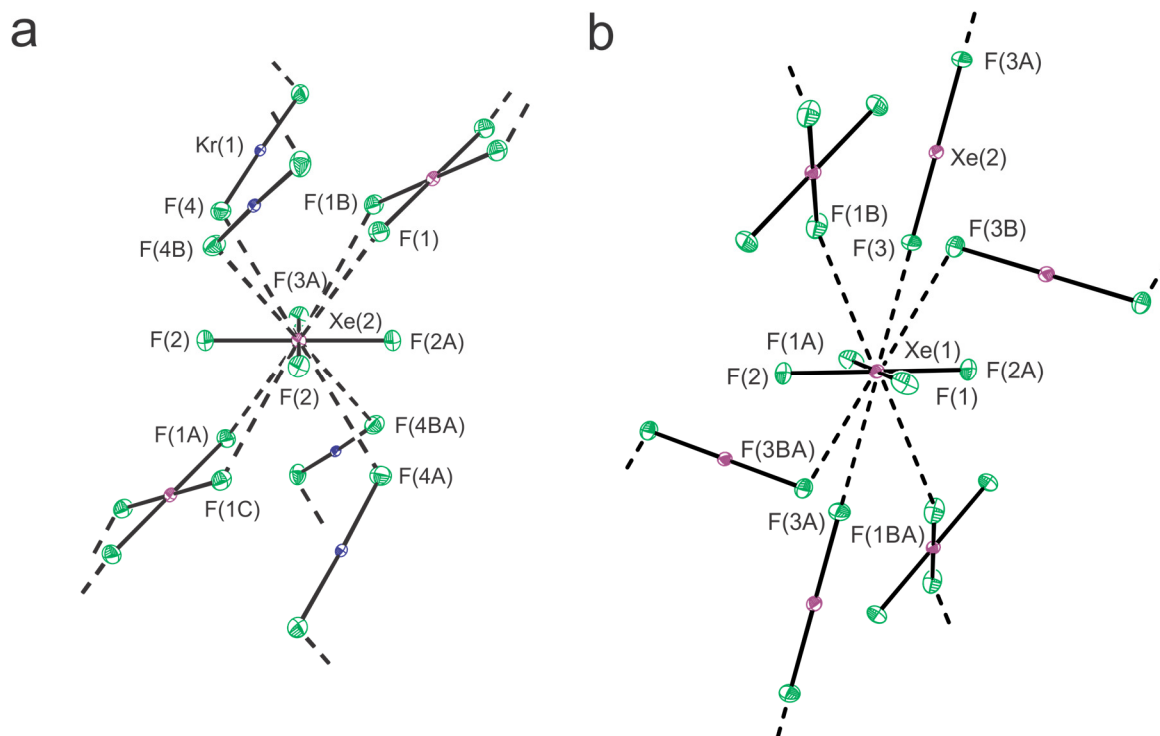 a
Kr(1)
F(4)
F(1B)
F(4B)
F(1)
F(3A)
Xe(2)
F(2)
F(2A)
F(2)
F(1A)
F(4BA)
F(4A)
F(1C)
b
F(3A)
Xe(2)
F(1B)
F(3)
F(3B)
F(1A)
Xe(1)
F(2)
F(2A)
F(1)
F(3BA)
F(3A)
F(1BA)